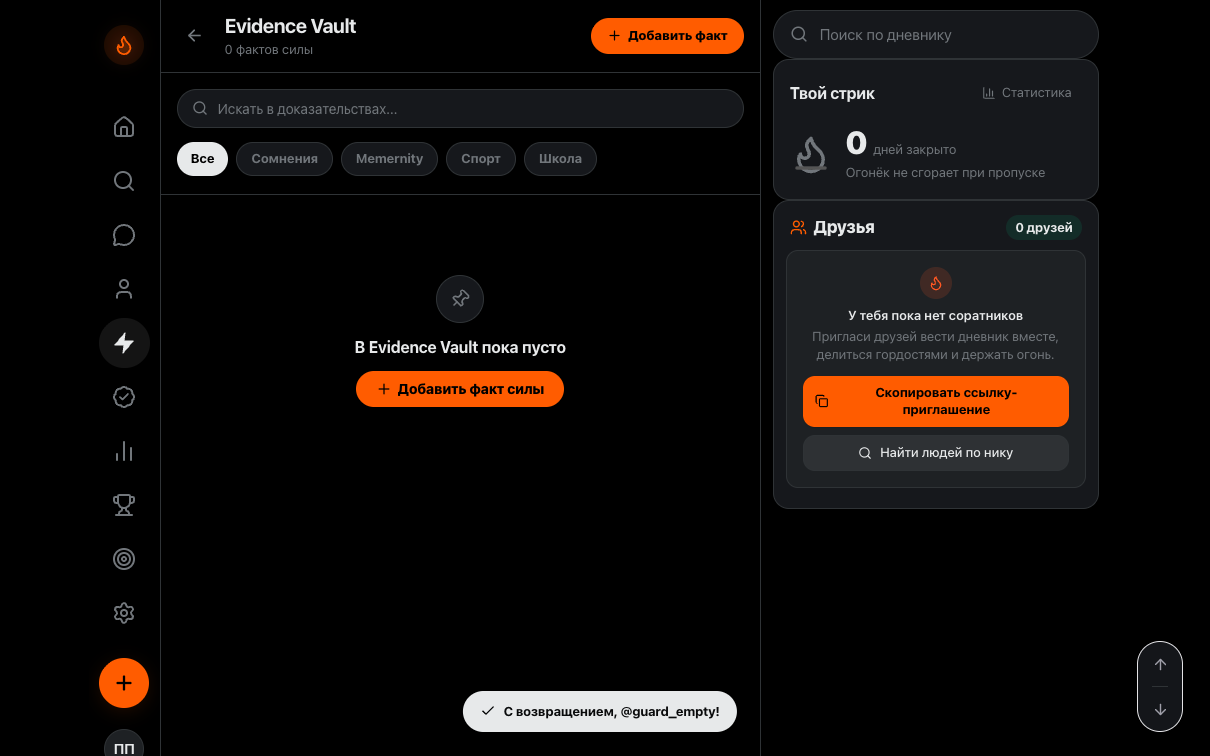 Evidence Vault
0 фактов силы
Добавить факт
Искать в доказательствах...
Все
Сомнения
Memernity
Спорт
Школа
В Evidence Vault пока пусто
Добавить факт силы
С возвращением, @guard_empty!
ПП
Поиск по дневнику
Твой стрик
Статистика
0 дней закрыто
Огонёк не сгорает при пропуске
Друзья
0 друзей
У тебя пока нет соратников
Пригласи друзей вести дневник вместе,
делиться гордостями и держать огонь.
Скопировать ссылку-
приглашение
Найти людей по нику